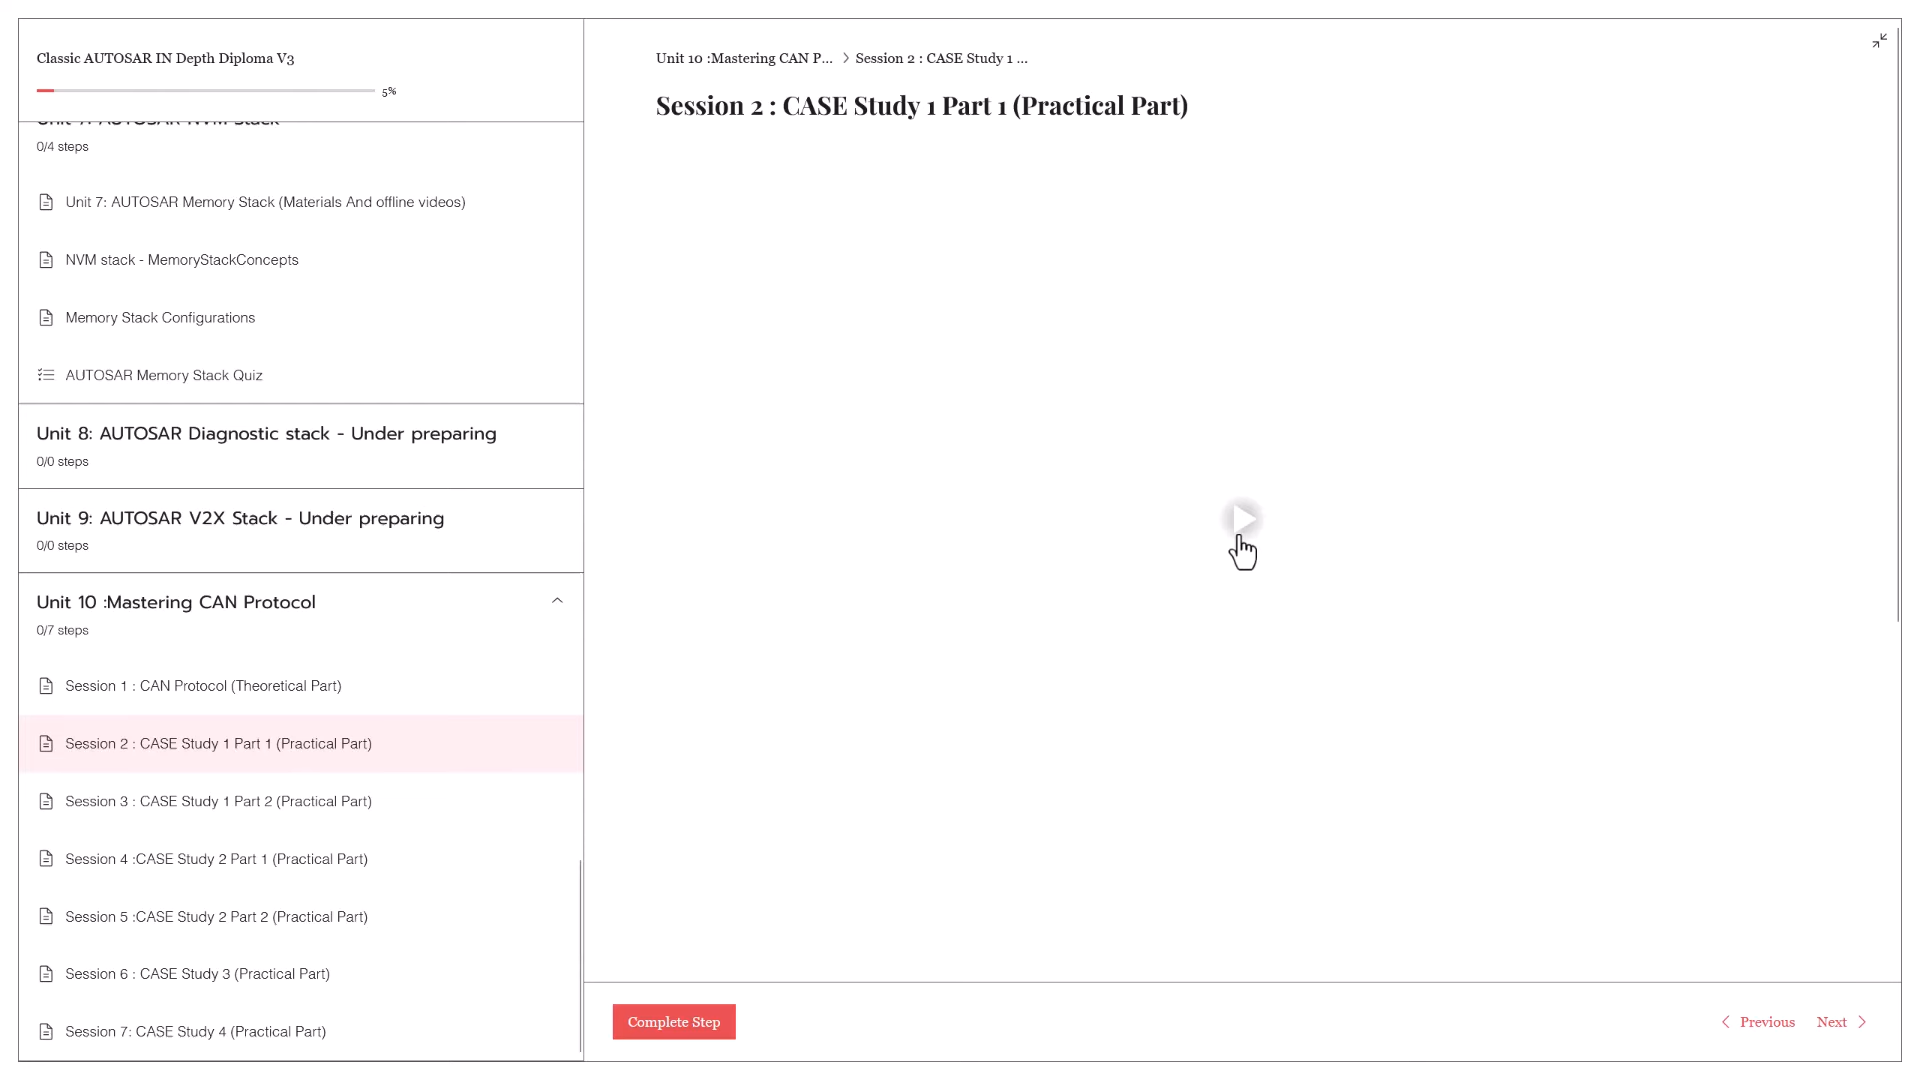 Classic AUTOSAR IN Depth Diploma V3
5%
Unit 7: AUTOSAR NVM Stack
0/4 steps
Unit 7: AUTOSAR Memory Stack (Materials And offline videos)
NVM stack - MemoryStackConcepts
Memory Stack Configurations
AUTOSAR Memory Stack Quiz
Unit 8: AUTOSAR Diagnostic stack - Under preparing
0/0 steps
Unit 9: AUTOSAR V2X Stack - Under preparing
0/0 steps
Unit 10 :Mastering CAN Protocol
0/7 steps
Session 1 : CAN Protocol (Theoretical Part)
Session 2 : CASE Study 1 Part 1 (Practical Part)
Session 3 : CASE Study 1 Part 2 (Practical Part)
Session 4 :CASE Study 2 Part 1 (Practical Part)
Session 5 :CASE Study 2 Part 2 (Practical Part)
Session 6 : CASE Study 3 (Practical Part)
Session 7: CASE Study 4 (Practical Part)
Unit 10 :Mastering CAN P... > Session 2 : CASE Study 1 ...
Session 2 : CASE Study 1 Part 1 (Practical Part)
Complete Step
Previous
Next